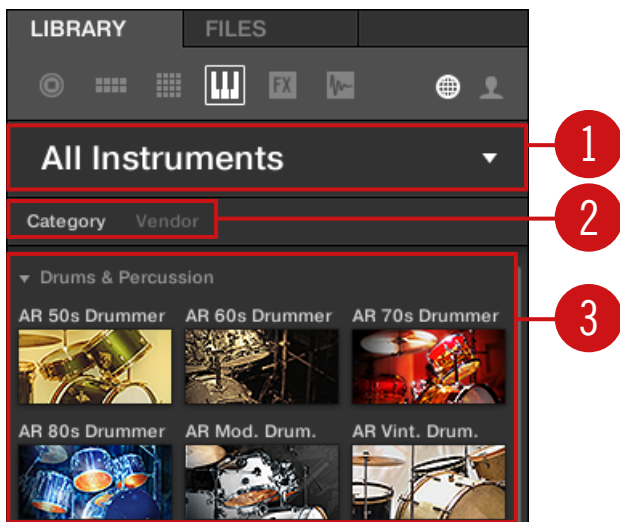 LIBRARY FILES
FX
All Instruments
1
Category Vendor
2
Drums & Percussion
AR 50s Drummer AR 60s Drummer AR 70s Drummer
3
AR 80s Drummer AR Mod. Drum. AR Vint. Drum.